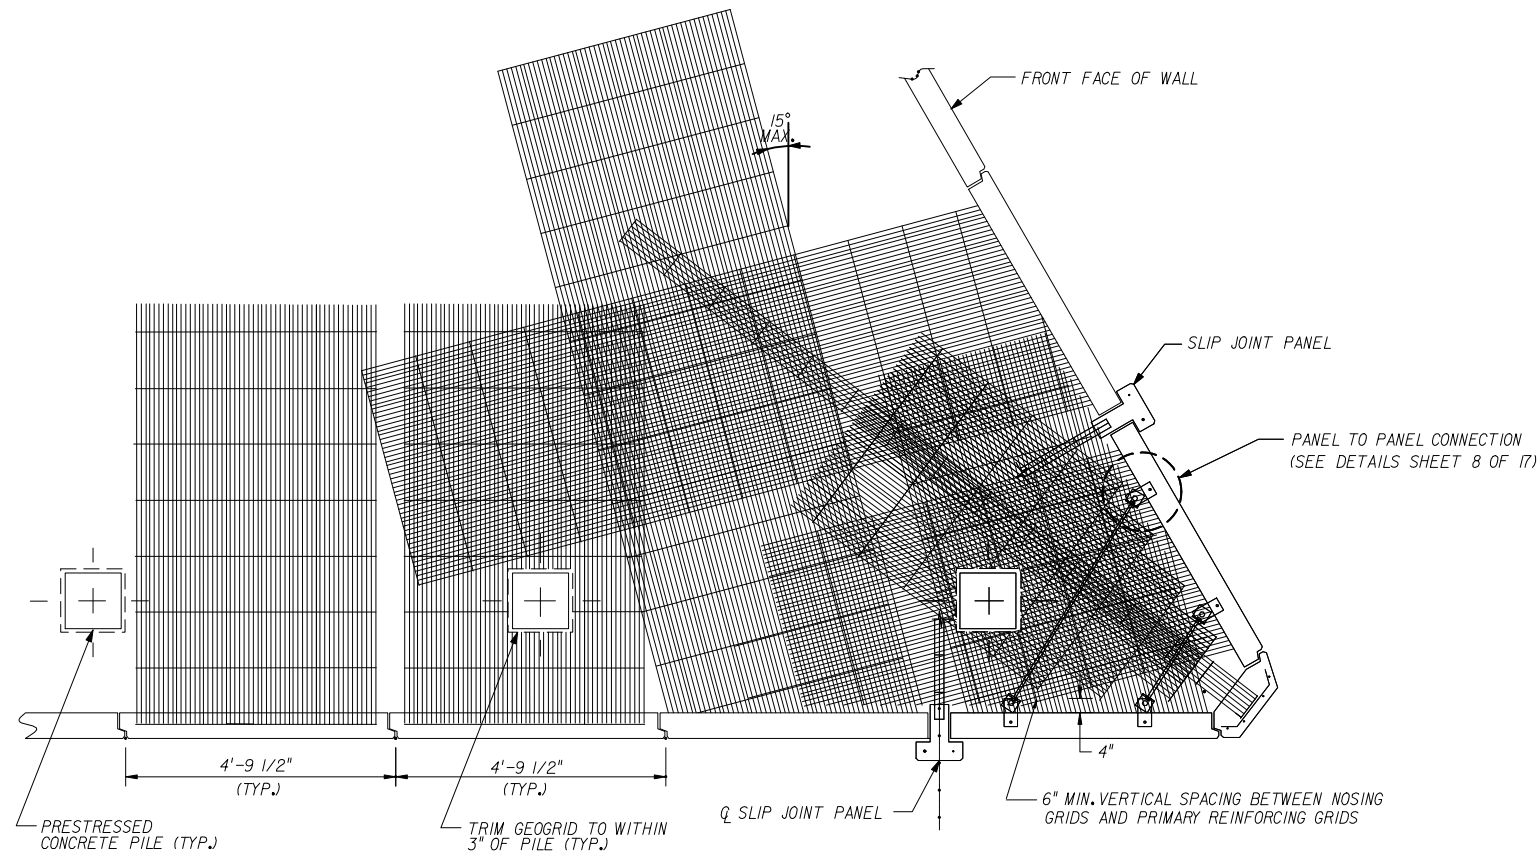 FRONT FACE OF WALL
15°
MAX.
SLIP JOINT PANEL
PANEL TO PANEL CONNECTION
(SEE DETAILS SHEET 8 OF 17)
4'-9 1/2"
(TYP.)
4'-9 1/2"
(TYP.)
4"
PRESTRESSED
CONCRETE PILE (TYP.)
TRIM GEOGRID TO WITHIN
3" OF PILE (TYP.)
℄ SLIP JOINT PANEL
6" MIN. VERTICAL SPACING BETWEEN NOSING
GRIDS AND PRIMARY REINFORCING GRIDS